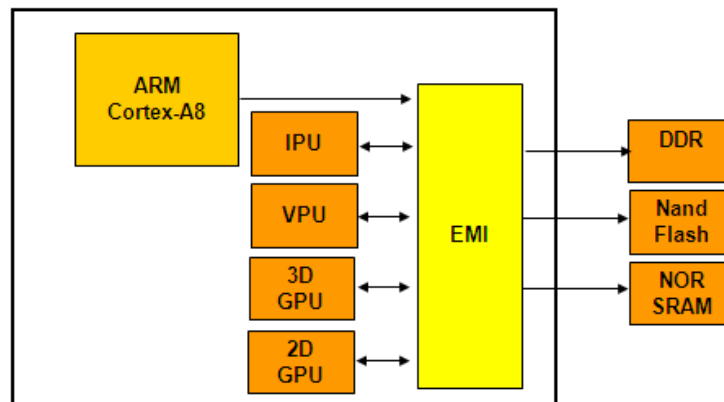 ARM
Cortex-A8
IPU
VPU
3D
GPU
2D
GPU
EMI
DDR
Nand
Flash
NOR
SRAM